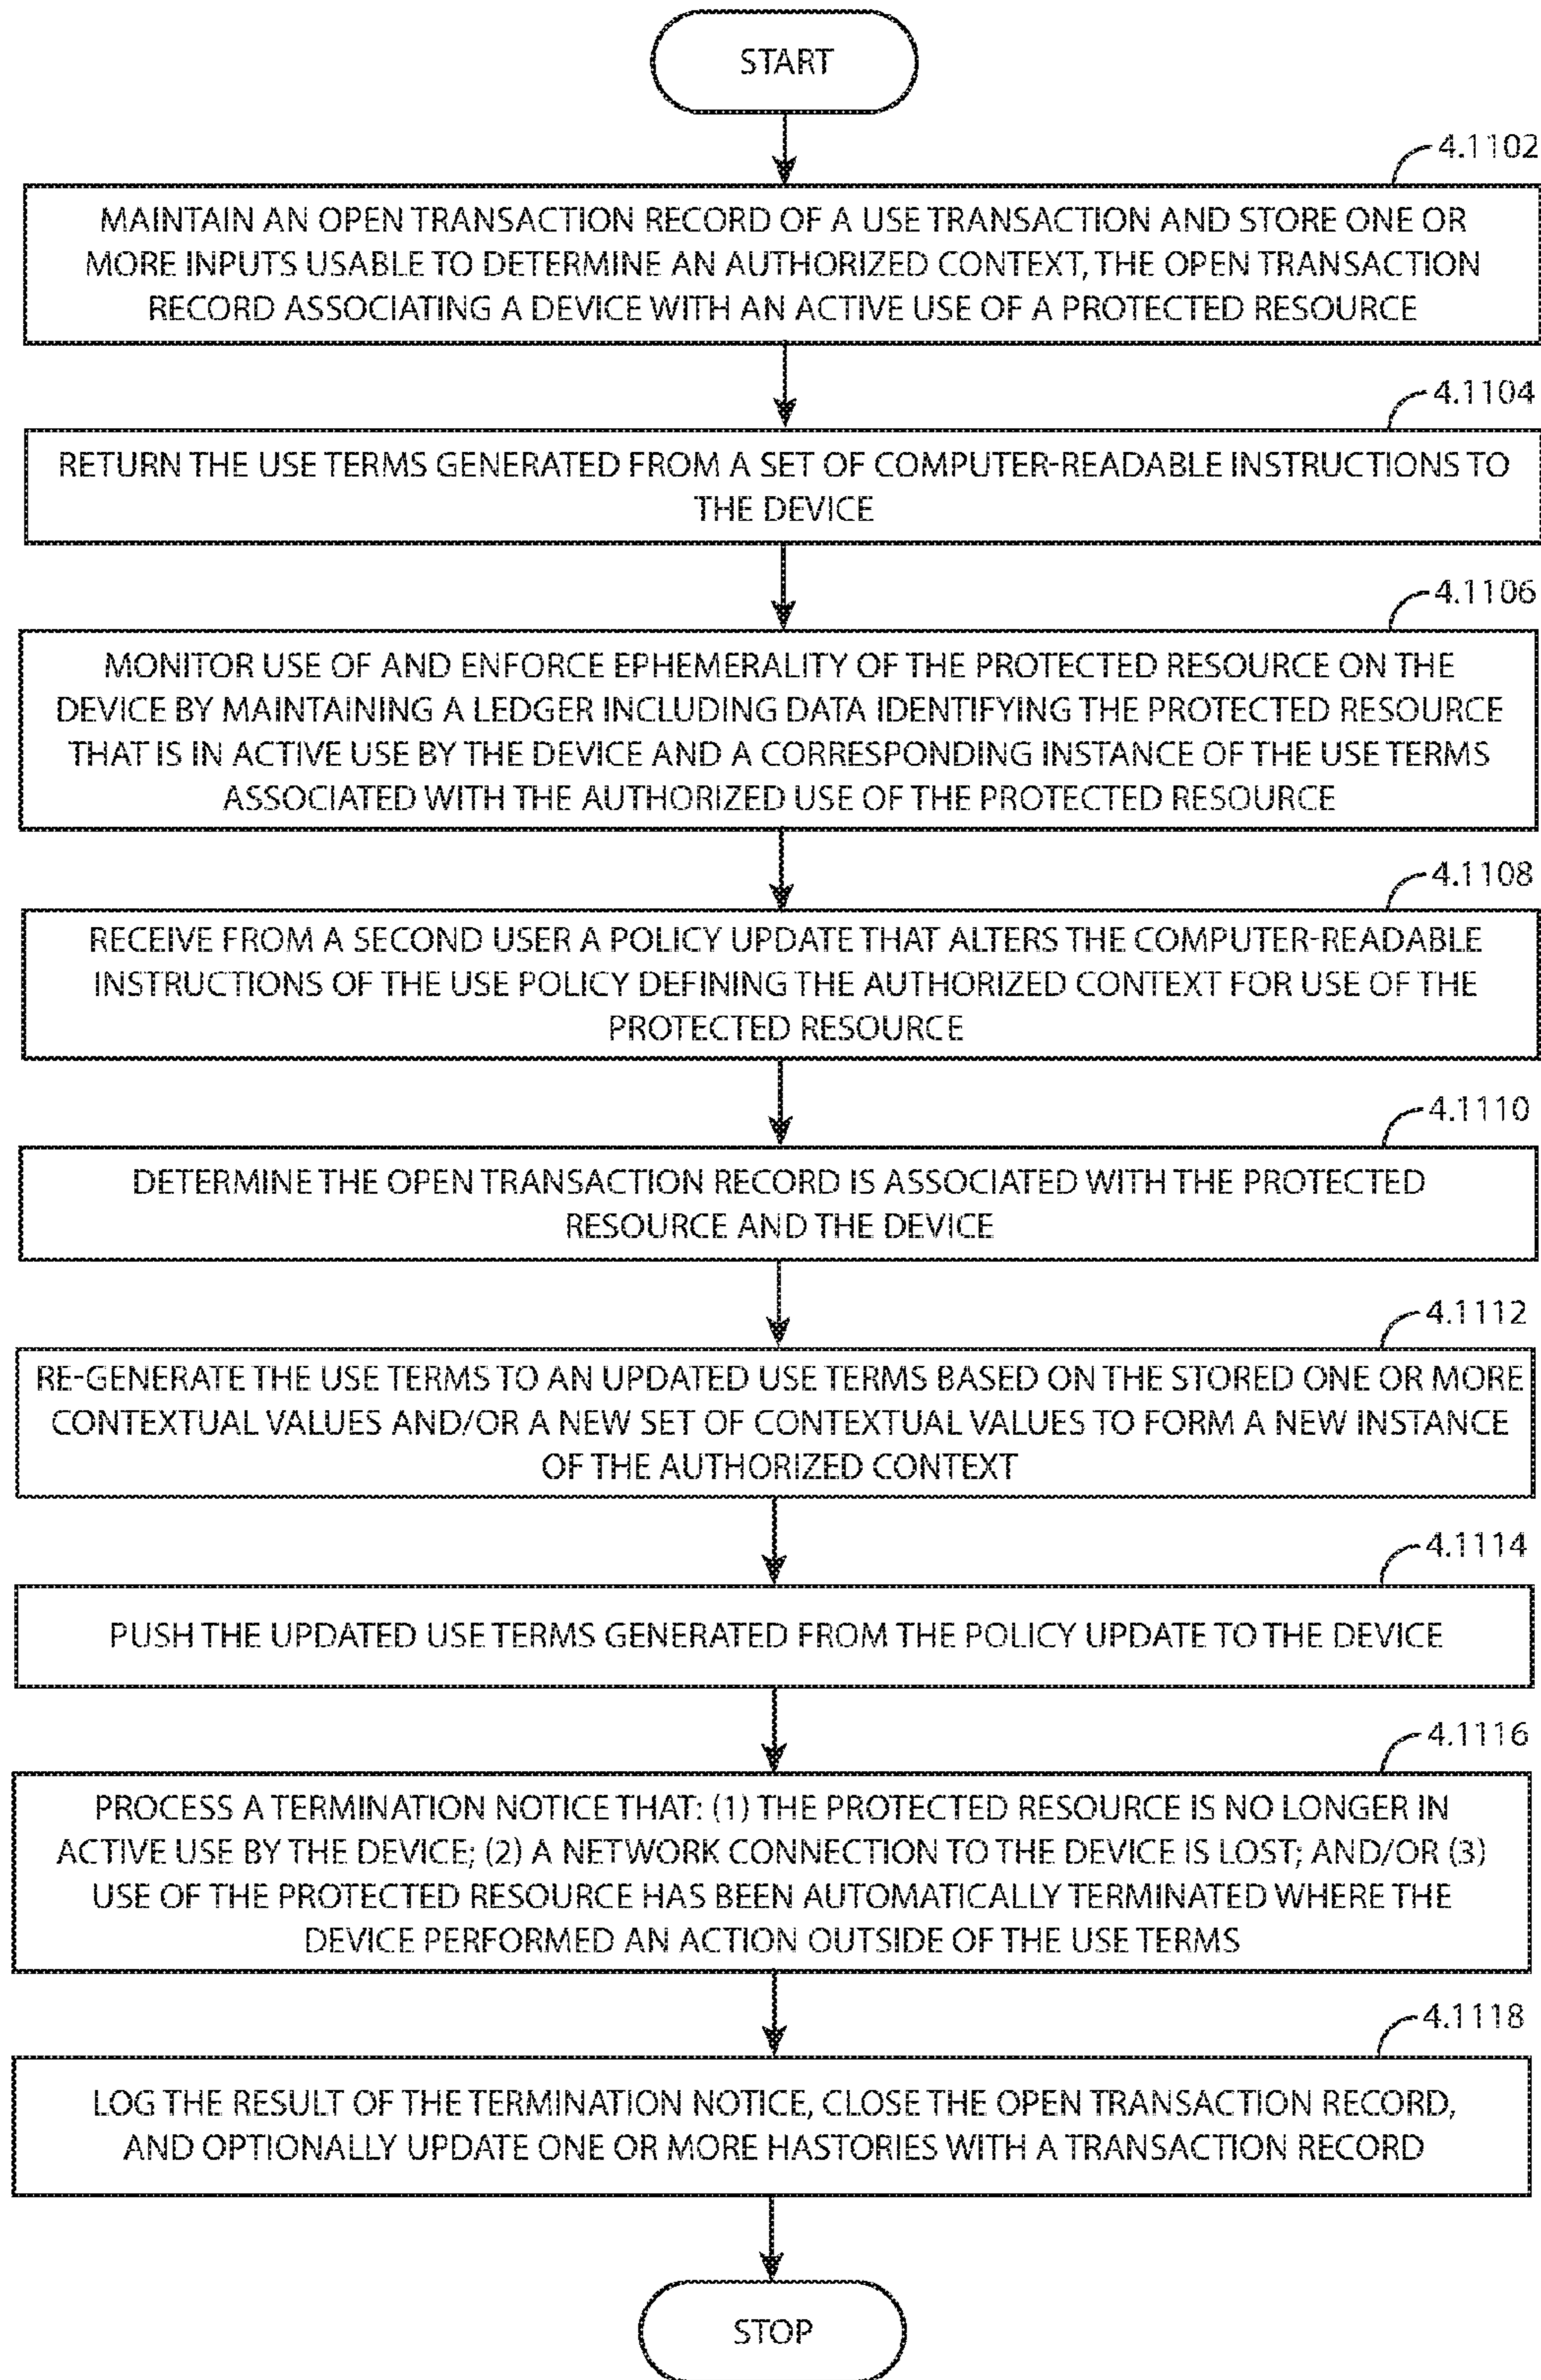 START
4.1102
MAINTAIN AN OPEN TRANSACTION RECORD OF A USE TRANSACTION AND STORE ONE OR
MORE INPUTS USABLE TO DETERMINE AN AUTHORIZED CONTEXT, THE OPEN TRANSACTION
RECORD ASSOCIATING A DEVICE WITH AN ACTIVE USE OF A PROTECTED RESOURCE
4.1104
RETURN THE USE TERMS GENERATED FROM A SET OF COMPUTER-READABLE INSTRUCTIONS TO
THE DEVICE
4.1106
MONITOR USE OF AND ENFORCE EPHEMERALITY OF THE PROTECTED RESOURCE ON THE
DEVICE BY MAINTAINING A LEDGER INCLUDING DATA IDENTIFYING THE PROTECTED RESOURCE
THAT IS IN ACTIVE USE BY THE DEVICE AND A CORRESPONDING INSTANCE OF THE USE TERMS
ASSOCIATED WITH THE AUTHORIZED USE OF THE PROTECTED RESOURCE
4.1108
RECEIVE FROM A SECOND USER A POLICY UPDATE THAT ALTERS THE COMPUTER-READABLE
INSTRUCTIONS OF THE USE POLICY DEFINING THE AUTHORIZED CONTEXT FOR USE OF THE
PROTECTED RESOURCE
4.1110
DETERMINE THE OPEN TRANSACTION RECORD IS ASSOCIATED WITH THE PROTECTED
RESOURCE AND THE DEVICE
4.1112
RE-GENERATE THE USE TERMS TO AN UPDATED USE TERMS BASED ON THE STORED ONE OR MORE
CONTEXTUAL VALUES AND/OR A NEW SET OF CONTEXTUAL VALUES TO FORM A NEW INSTANCE
OF THE AUTHORIZED CONTEXT
4.1114
PUSH THE UPDATED USE TERMS GENERATED FROM THE POLICY UPDATE TO THE DEVICE
4.1116
PROCESS A TERMINATION NOTICE THAT: (1) THE PROTECTED RESOURCE IS NO LONGER IN
ACTIVE USE BY THE DEVICE; (2) A NETWORK CONNECTION TO THE DEVICE IS LOST; AND/OR (3)
USE OF THE PROTECTED RESOURCE HAS BEEN AUTOMATICALLY TERMINATED WHERE THE
DEVICE PERFORMED AN ACTION OUTSIDE OF THE USE TERMS
4.1118
LOG THE RESULT OF THE TERMINATION NOTICE, CLOSE THE OPEN TRANSACTION RECORD,
AND OPTIONALLY UPDATE ONE OR MORE HASTORIES WITH A TRANSACTION RECORD
STOP